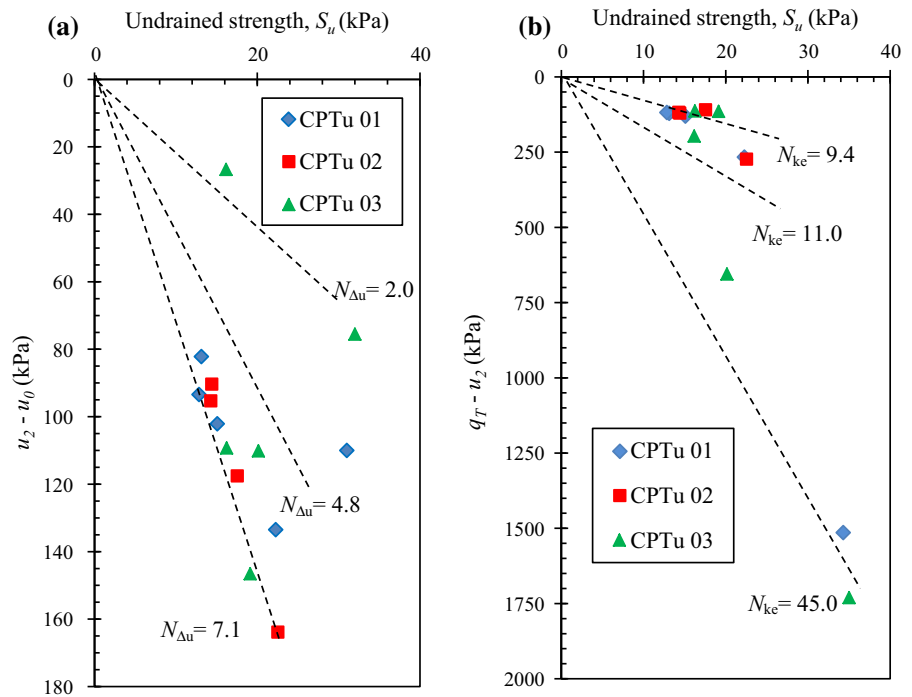 (a)
Undrained strength, Su (kPa)
0 20 40
0
20
40
60
80
100
120
140
160
180
u2 - u0 (kPa)
CPTu 01
CPTu 02
CPTu 03
NΔu= 2.0
NΔu= 4.8
NΔu= 7.1
(b)
Undrained strength, Su (kPa)
0 10 20 30 40
0
250
500
750
1000
1250
1500
1750
2000
qT - u2 (kPa)
Nke= 9.4
Nke= 11.0
CPTu 01
CPTu 02
CPTu 03
Nke= 45.0